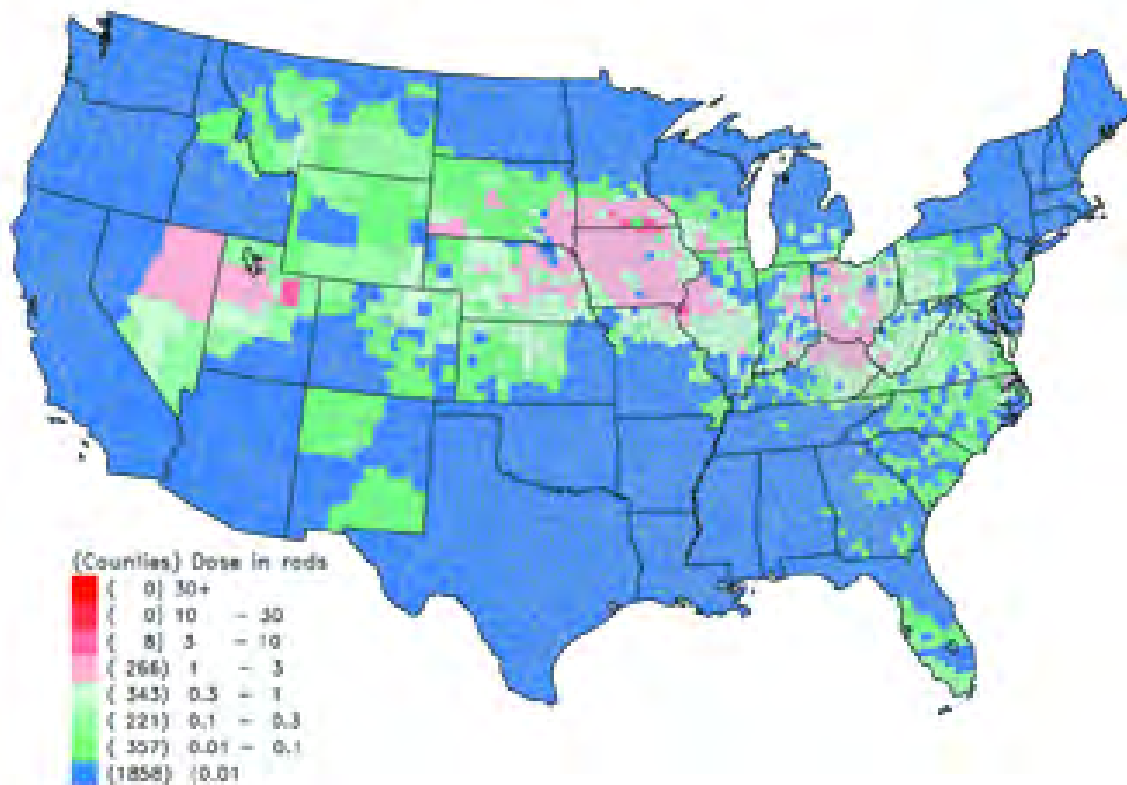 (Counties) Dose in rads
( 0) 30+
( 0) 10 - 30
( 8) 3 - 10
( 266) 1 - 3
( 343) 0.3 - 1
( 221) 0.1 - 0.3
( 357) 0.01 - 0.1
(1858) (0.01